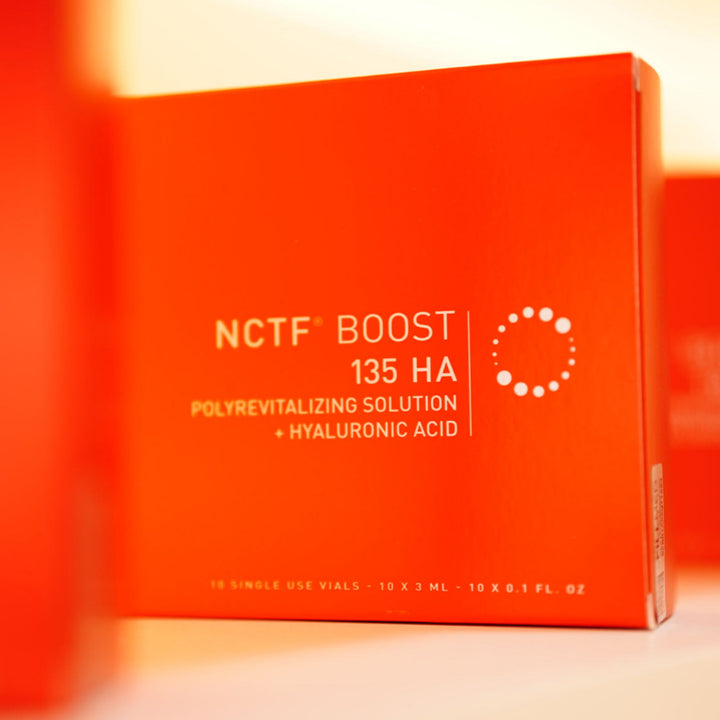 NCTF® BOOST
135 HA
POLYREVITALIZING SOLUTION
+ HYALURONIC ACID
10 SINGLE USE VIALS - 10 X 3 ML - 10 X 0.1 FL. OZ